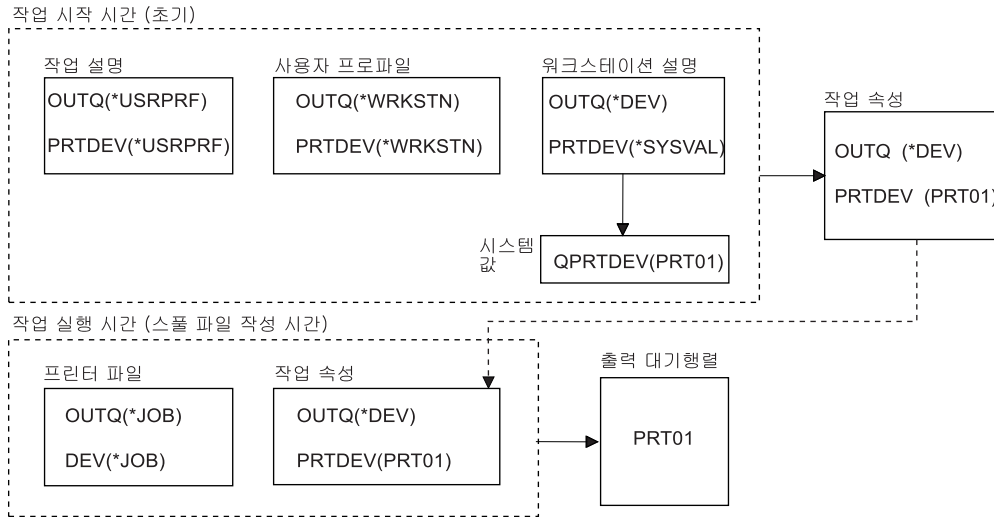 작업 시작 시간 (초기)
작업 설명
OUTQ(*USRPRF)
PRTDEV(*USRPRF)
사용자 프로파일
OUTQ(*WRKSTN)
PRTDEV(*WRKSTN)
워크스테이션 설명
OUTQ(*DEV)
PRTDEV(*SYSVAL)
시스템
값
QPRTDEV(PRT01)
작업 속성
OUTQ (*DEV)
PRTDEV (PRT01)
작업 실행 시간 (스풀 파일 작성 시간)
프린터 파일
OUTQ(*JOB)
DEV(*JOB)
작업 속성
OUTQ(*DEV)
PRTDEV(PRT01)
출력 대기행렬
PRT01